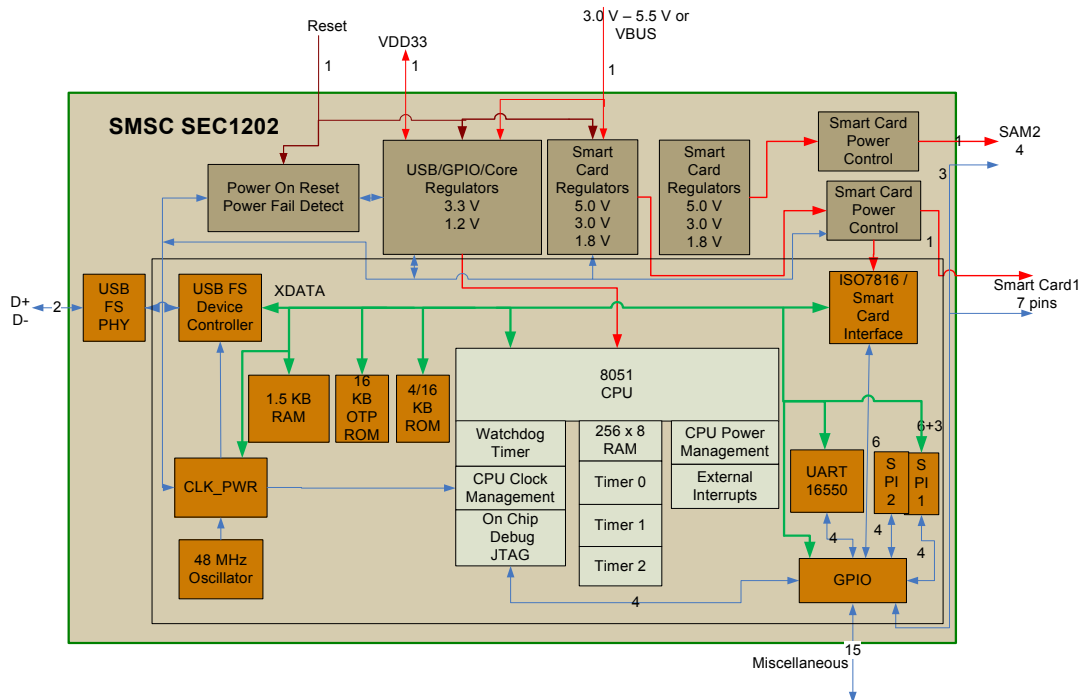 3.0 V – 5.5 V or
VBUS
Reset
VDD33
1
1
1
SMSC SEC1202
Smart Card
Power
Control
1
SAM2
4
3
Power On Reset
Power Fail Detect
USB/GPIO/Core
Regulators
3.3 V
1.2 V
Smart
Card
Regulators
5.0 V
3.0 V
1.8 V
Smart
Card
Regulators
5.0 V
3.0 V
1.8 V
Smart Card
Power
Control
1
Smart Card1
7 pins
D+
D-
2
USB
FS
PHY
USB FS
Device
Controller
XDATA
ISO7816 /
Smart
Card
Interface
1.5 KB
RAM
16
KB
OTP
ROM
4/16
KB
ROM
8051
CPU
Watchdog
Timer
CPU Clock
Management
On Chip
Debug
JTAG
256 x 8
RAM
Timer 0
Timer 1
Timer 2
CPU Power
Management
External
Interrupts
6+3
6
UART
16550
S
PI
2
S
PI
1
CLK_PWR
48 MHz
Oscillator
4
4
4
GPIO
4
15
Miscellaneous